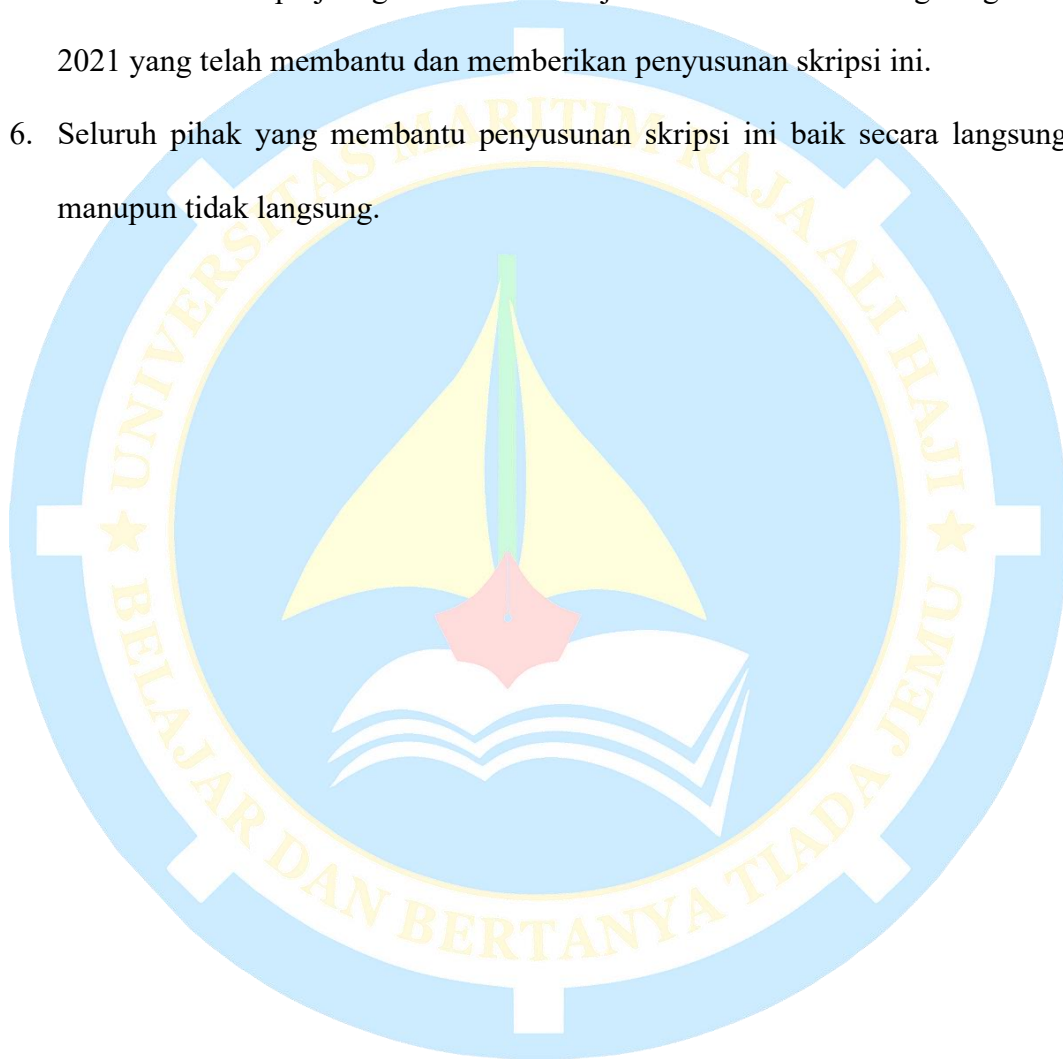 2021 yang telah membantu dan memberikan penyusunan skripsi ini.
6. Seluruh pihak yang membantu penyusunan skripsi ini baik secara langsung
manupun tidak langsung.
UNIVERSITAS MARITIM RAJA ALI HAJI
BELAJAR DAN BERTANYA TIADA JEMU